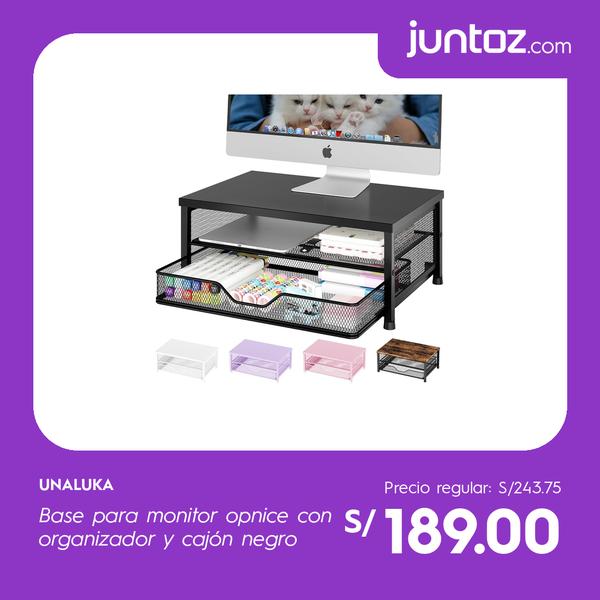 juntoz.com
UNALUKA
Base para monitor opnice con
organizador y cajón negro
Precio regular: S/243.75
S/189.00